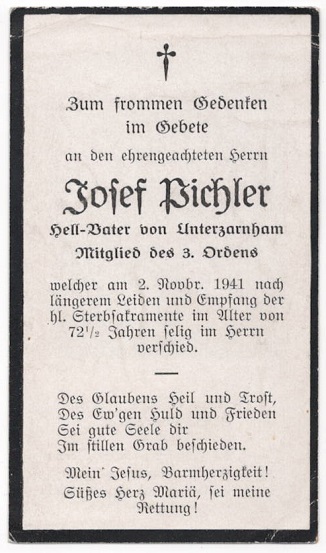 Zum frommen Gedenken
im Gebete
an den ehrengeachteten Herrn
Josef Pichler
Hell-Vater von Unterzarnham
Mitglied des 3. Ordens
welcher am 2. Novbr. 1941 nach
längerem Leiden und Empfang der
hl. Sterbsakramente im Alter von
72½ Jahren selig im Herrn
verschied.
Des Glaubens Heil und Trost,
Des Ew'gen Huld und Frieden
Sei gute Seele dir
Im stillen Grab beschieden.
Mein Jesus, Barmherzigkeit!
Süßes Herz Mariä, sei meine
Rettung!